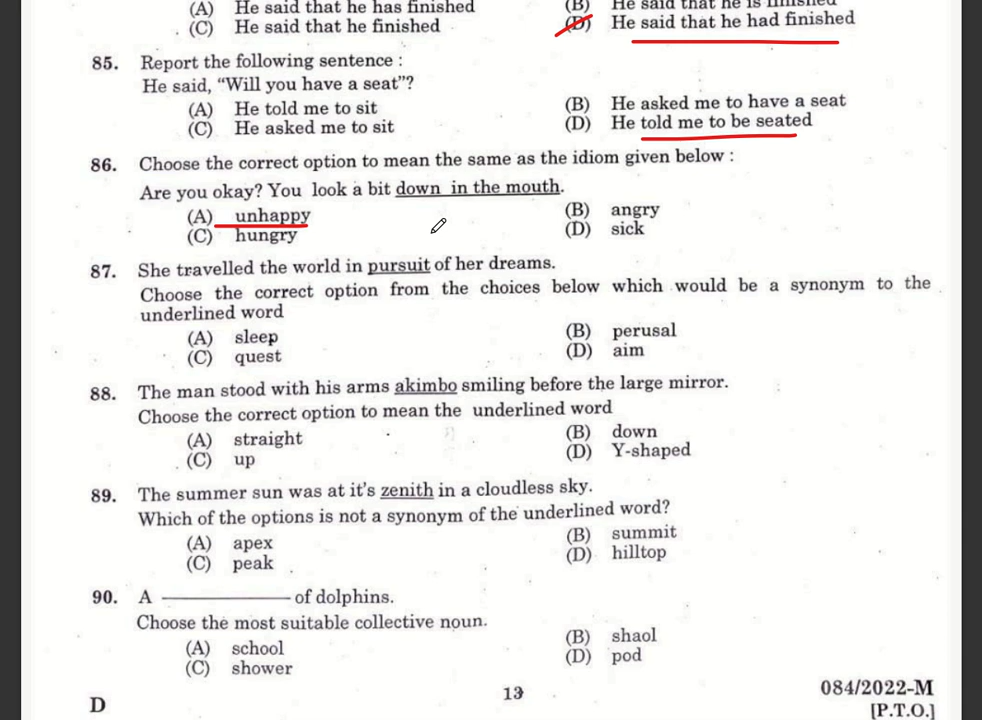 (A) He said that he has finished
(B) He said that he is finished
(C) He said that he finished
(D) He said that he had finished
85. Report the following sentence :
He said, “Will you have a seat”?
(A) He told me to sit
(B) He asked me to have a seat
(C) He asked me to sit
(D) He told me to be seated
86. Choose the correct option to mean the same as the idiom given below :
Are you okay? You look a bit down in the mouth.
(A) unhappy
(B) angry
(C) hungry
(D) sick
87. She travelled the world in pursuit of her dreams.
Choose the correct option from the choices below which would be a synonym to the
underlined word
(A) sleep
(B) perusal
(C) quest
(D) aim
88. The man stood with his arms akimbo smiling before the large mirror.
Choose the correct option to mean the underlined word
(A) straight
(B) down
(C) up
(D) Y-shaped
89. The summer sun was at it’s zenith in a cloudless sky.
Which of the options is not a synonym of the underlined word?
(A) apex
(B) summit
(C) peak
(D) hilltop
90. A ————— of dolphins.
Choose the most suitable collective noun.
(A) school
(B) shaol
(C) shower
(D) pod
D
13
084/2022-M
[P.T.O.]